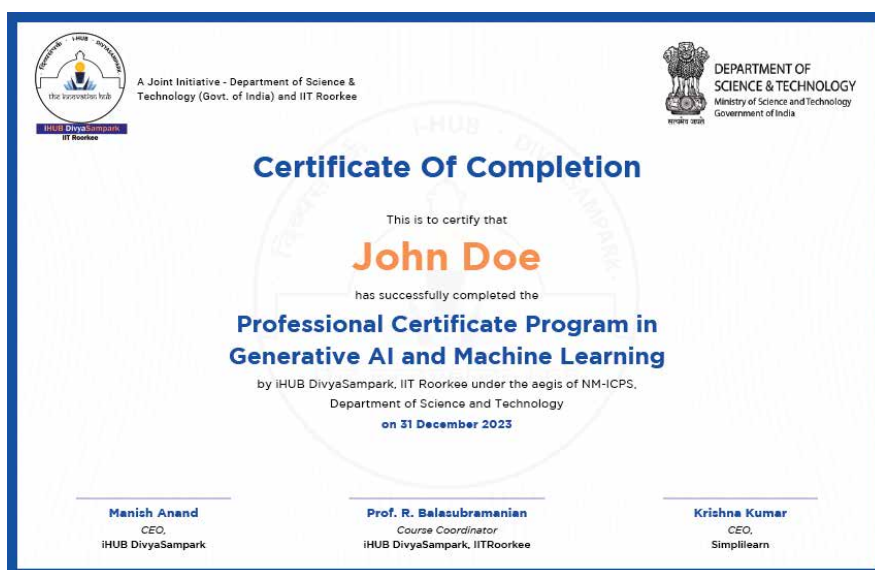 the innovation hub
iHUB DivyaSampark
IIT Roorkee
A Joint Initiative - Department of Science &
Technology (Govt. of India) and IIT Roorkee
सत्यमेव जयते
DEPARTMENT OF
SCIENCE & TECHNOLOGY
Ministry of Science and Technology
Government of India
Certificate Of Completion
This is to certify that
John Doe
has successfully completed the
Professional Certificate Program in
Generative AI and Machine Learning
by iHUB DivyaSampark, IIT Roorkee under the aegis of NM-ICPS,
Department of Science and Technology
on 31 December 2023
Manish Anand
CEO,
iHUB DivyaSampark
Prof. R. Balasubramanian
Course Coordinator
iHUB DivyaSampark, IITRoorkee
Krishna Kumar
CEO,
Simplilearn